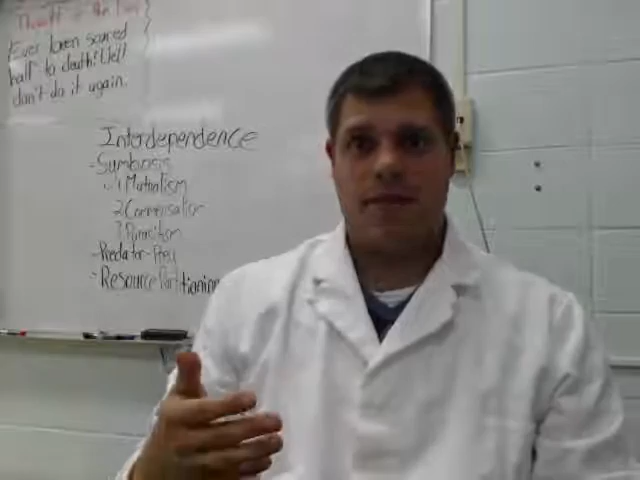 Thought of the Day
Ever been scared
half to death? Well
don't do it again.
Interdependence
- Symbiosis
1 Mutualism
2 Commensalism
3 Parasitism
- Predator-Prey
- Resource Partitioning